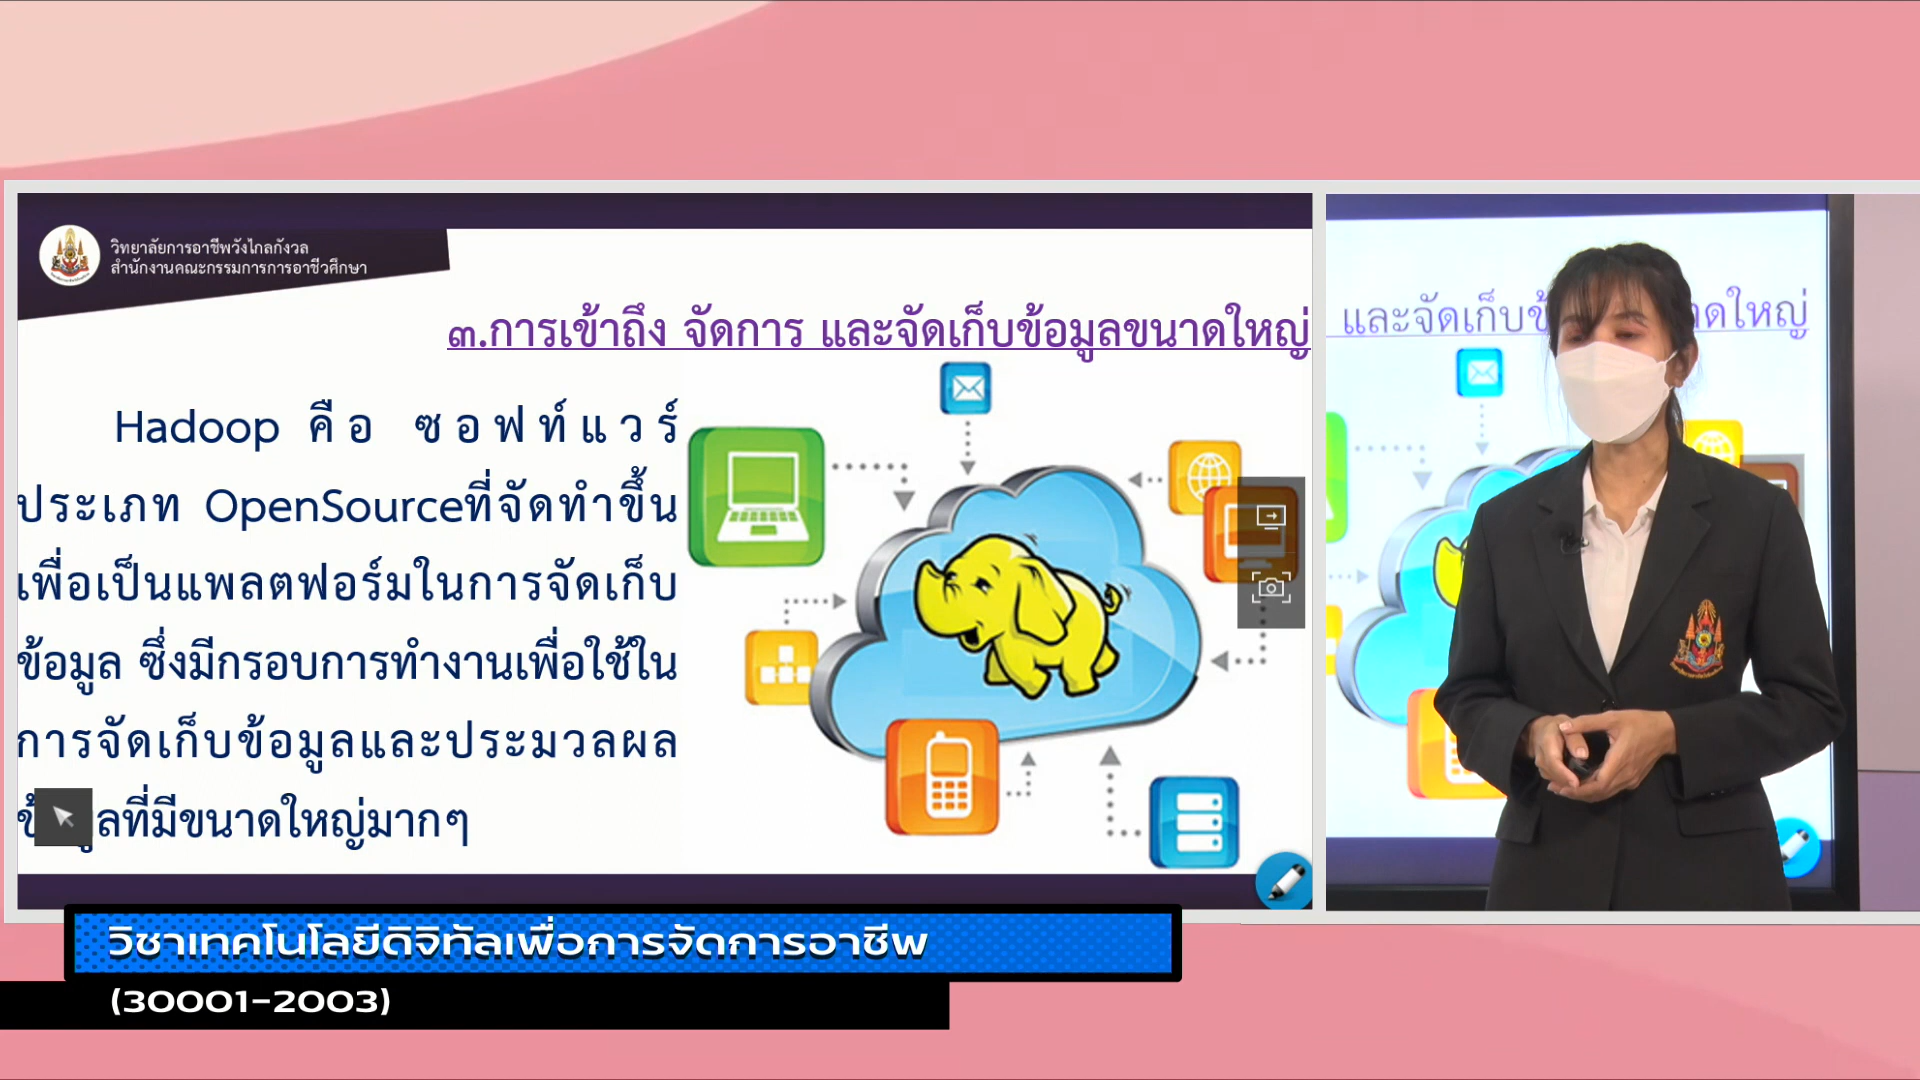 วิทยาลัยการอาชีพวังไกลกังวล
สำนักงานคณะกรรมการการอาชีวศึกษา
๓.การเข้าถึง จัดการ และจัดเก็บข้อมูลขนาดใหญ่
Hadoop คือ ซอฟท์แวร์
ประเภท OpenSourceที่จัดทำขึ้น
เพื่อเป็นแพลตฟอร์มในการจัดเก็บ
ข้อมูล ซึ่งมีกรอบการทำงานเพื่อใช้ใน
การจัดเก็บข้อมูลและประมวลผล
ข้อมูลที่มีขนาดใหญ่มากๆ
และจัดเก็บข
าดใหญ่
วิชาเทคโนโลยีดิจิทัลเพื่อการจัดการอาชีพ
(30001-2003)